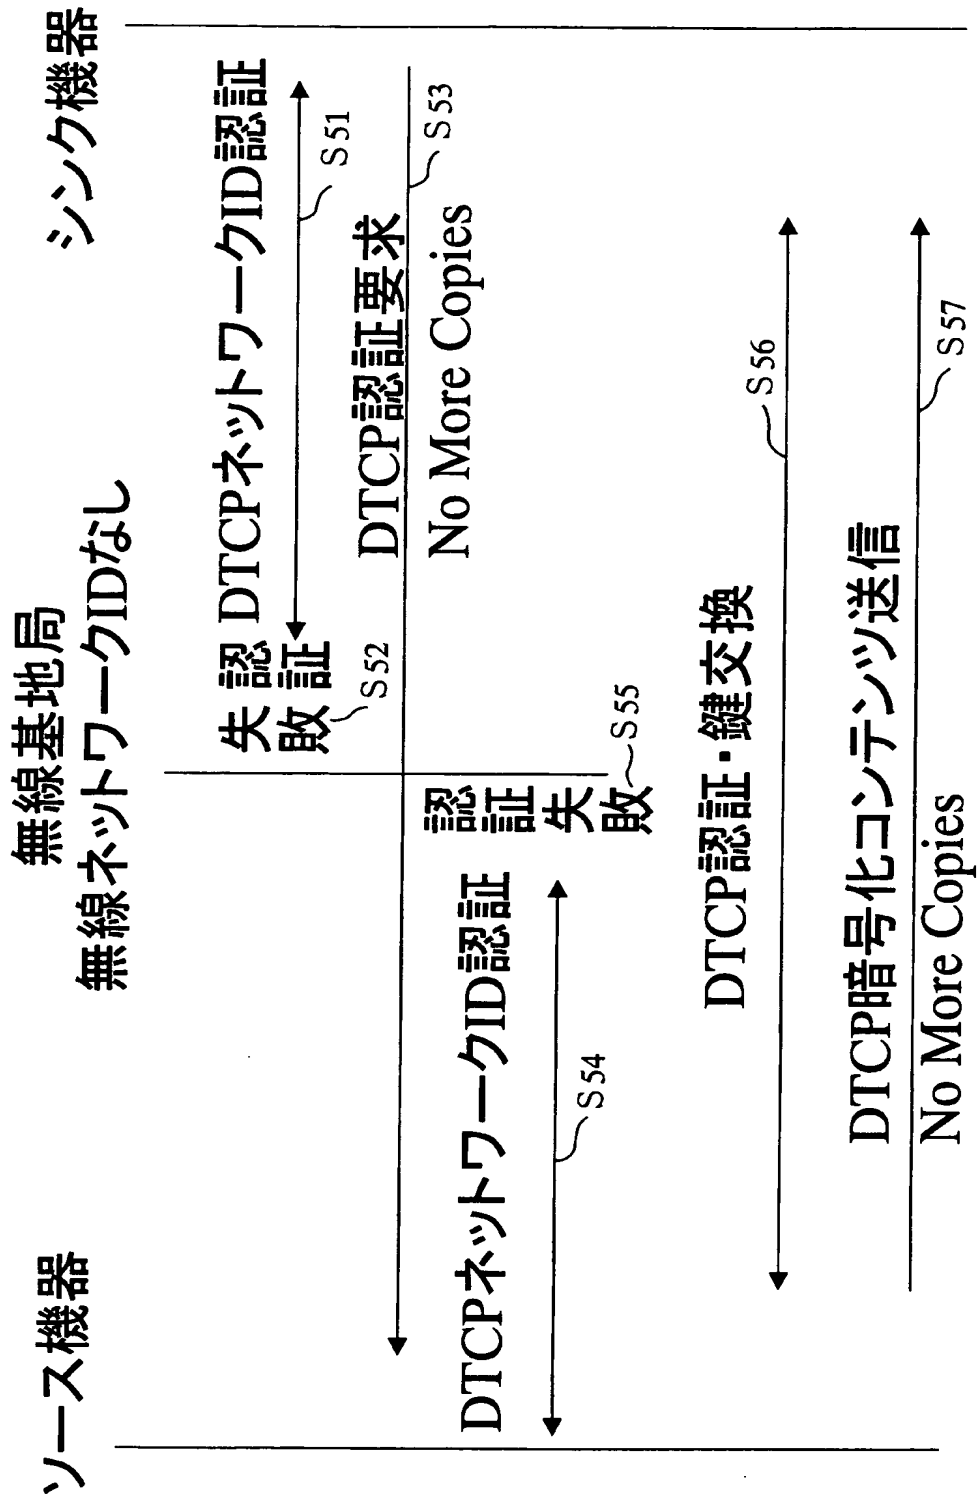 ソース機器
無線基地局
無線ネットワークIDなし
シンク機器
DTCPネットワークID認証
S51
認証
失敗
S52
DTCP認証要求
No More Copies
S53
DTCPネットワークID認証
S54
認証
失敗
S55
DTCP認証・鍵交換
S56
DTCP暗号化コンテンツ送信
No More Copies
S57